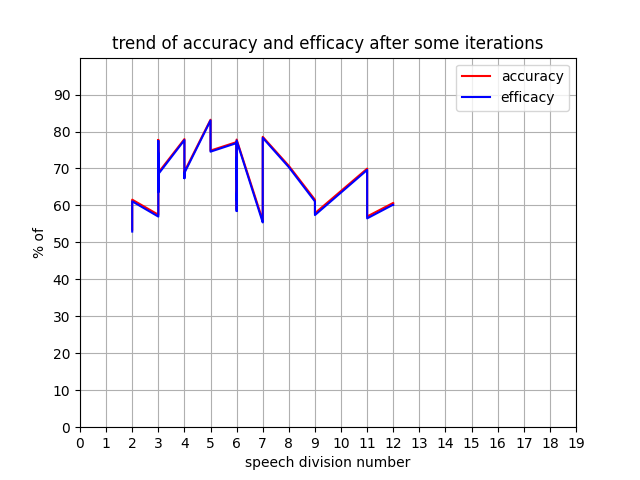 trend of accuracy and efficacy after some iterations
accuracy
efficacy
90
80
70
60
50
40
30
20
10
0
% of
0 1 2 3 4 5 6 7 8 9 10 11 12 13 14 15 16 17 18 19
speech division number